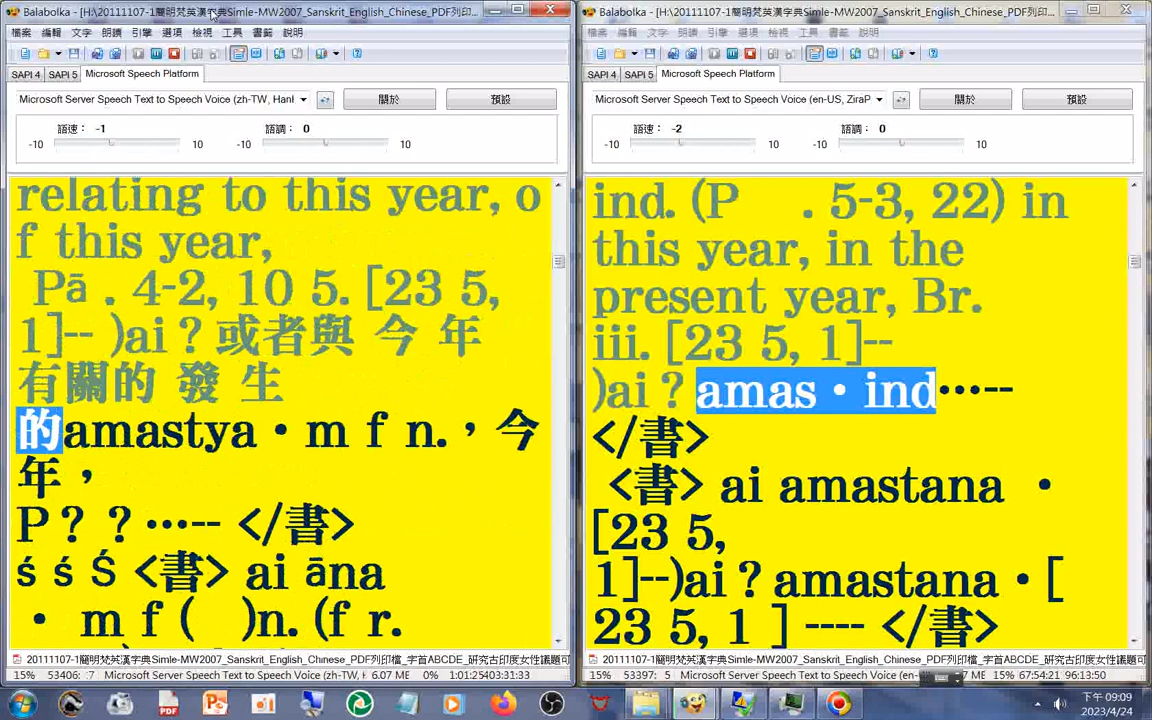 Balabolka - [H:\20111107-1簡明梵英漢字典Simle-MW2007_Sanskrit_English_Chinese_PDF列印...
檔案 編輯 文字 朗讀 引擎 選項 檢視 工具 書籤 說明
SAPI 4 SAPI 5 Microsoft Speech Platform
Microsoft Server Speech Text to Speech Voice (zh-TW, Hanl
關於 預設
語速： -1 語調： 0
-10 10 -10 10
relating to this year, o
f this year,
Pā . 4-2, 10 5. [23 5,
1]-- )ai ? 或者與 今 年
有關的 發 生
的amastya · m f n.，今
年，
P ? ? …-- </書>
ś ś Ś <書> ai āna
· m f ( )n. (f r.
20111107-1簡明梵英漢字典Simle-MW2007_Sanskrit_English_Chinese_PDF列印檔_字首ABCDE_研究古印度女性議題可
15% 53406: :7 Microsoft Server Speech Text to Speech Voice (zh-TW, H 6.07 ME 0% 1:01:25403:31:33
Balabolka - [H:\20111107-1簡明梵英漢字典Simle-MW2007_Sanskrit_English_Chinese_PDF列印...
檔案 編輯 文字 朗讀 引擎 選項 檢視 工具 書籤 說明
SAPI 4 SAPI 5 Microsoft Speech Platform
Microsoft Server Speech Text to Speech Voice (en-US, ZiraP
關於 預設
語速： -2 語調： 0
-10 10 -10 10
ind. (P . 5-3, 22) in
this year, in the
present year, Br.
iii. [23 5, 1]--
)ai ? amas · ind…--
</書>
<書> ai amastana ·
[23 5,
1]--)ai ? amastana · [
23 5, 1 ] ---- </書>
20111107-1簡明梵英漢字典Simle-MW2007_Sanskrit_English_Chinese_PDF列印檔_字首ABCDE_研究古印度女性議題可
15% 53397: 5 Microsoft Server Speech Text to Speech Voice (en- 15% 67:54:21 96:13:50
PDF
下午 09:09
2023/4/24